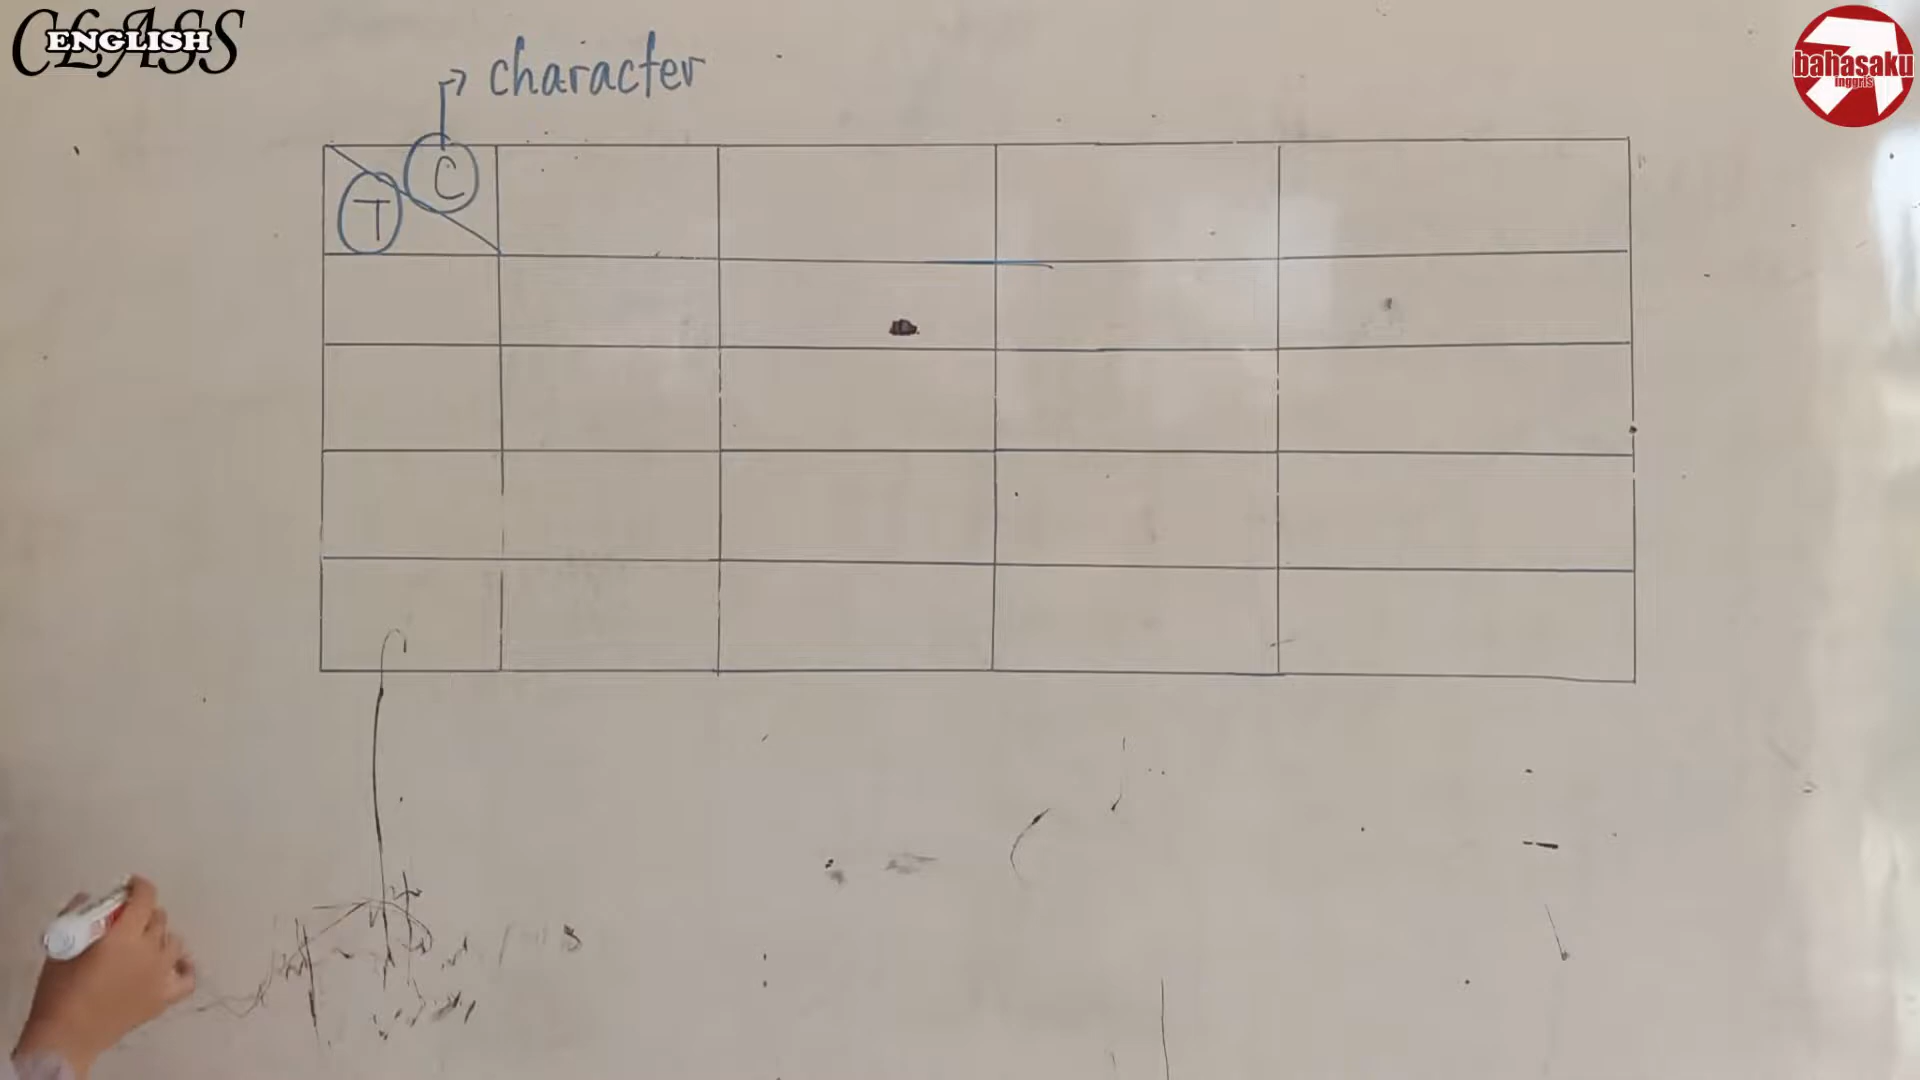 CLASS
ENGLISH
bahasaku
inggris
character
C
T